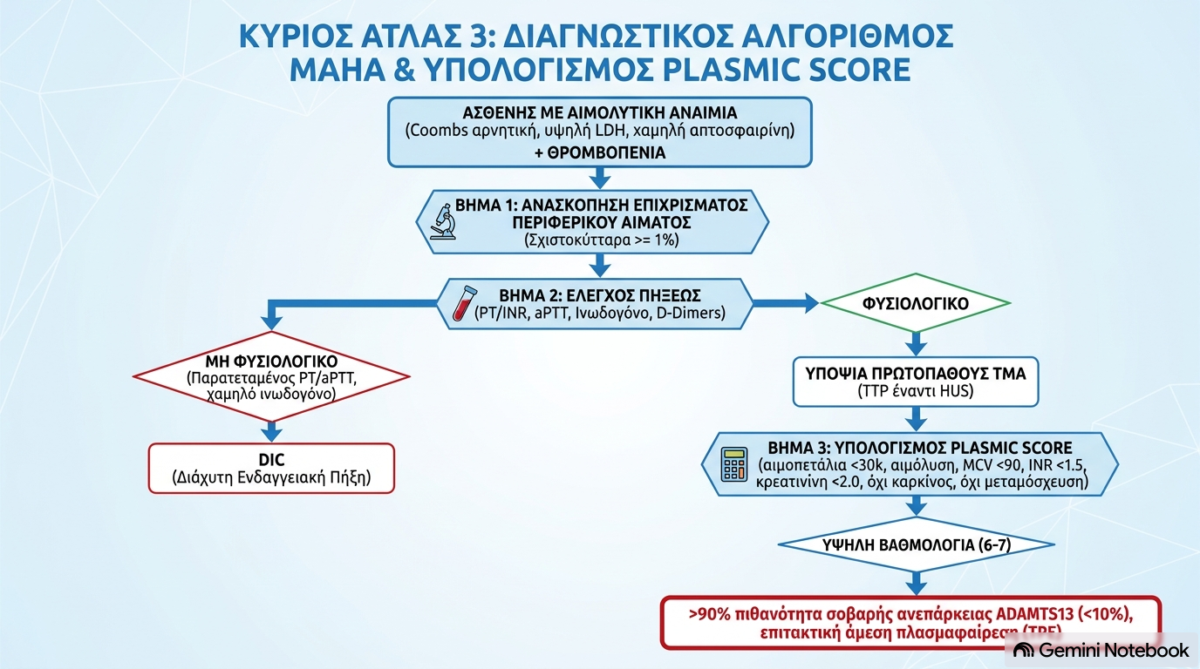 ΚΥΡΙΟΣ ΑΤΛΑΣ 3: ΔΙΑΓΝΩΣΤΙΚΟΣ ΑΛΓΟΡΙΘΜΟΣ
ΜΑΗΑ & ΥΠΟΛΟΓΙΣΜΟΣ PLASMIC SCORE
ΑΣΘΕΝΗΣ ΜΕ ΑΙΜΟΛΥΤΙΚΗ ΑΝΑΙΜΙΑ
(Coombs αρνητική, υψηλή LDH, χαμηλή απτοσφαιρίνη)
+ ΘΡΟΜΒΟΠΕΝΙΑ
ΒΗΜΑ 1: ΑΝΑΣΚΟΠΗΣΗ ΕΠΙΧΡΙΣΜΑΤΟΣ
ΠΕΡΙΦΕΡΙΚΟΥ ΑΙΜΑΤΟΣ
(Σχιστοκύτταρα >= 1%)
ΒΗΜΑ 2: ΕΛΕΓΧΟΣ ΠΗΞΕΩΣ
(PT/INR, aPTT, Ινωδογόνο, D-Dimers)
ΜΗ ΦΥΣΙΟΛΟΓΙΚΟ
(Παρατεταμένος PT/aPTT,
χαμηλό ινωδογόνο)
DIC
(Διάχυτη Ενδαγγειακή Πήξη)
ΦΥΣΙΟΛΟΓΙΚΟ
ΥΠΟΨΙΑ ΠΡΩΤΟΠΑΘΟΥΣ ΤΜΑ
(TTP έναντι HUS)
ΒΗΜΑ 3: ΥΠΟΛΟΓΙΣΜΟΣ PLASMIC SCORE
(αιμοπετάλια <30k, αιμόλυση, MCV <90, INR <1.5,
κρεατινίνη <2.0, όχι καρκίνος, όχι μεταμόσχευση)
ΥΨΗΛΗ ΒΑΘΜΟΛΟΓΙΑ (6-7)
>90% πιθανότητα σοβαρής ανεπάρκειας ADAMTS13 (<10%),
επιτακτική άμεση πλασμαφαίρεση (TPE)
Gemini Notebook